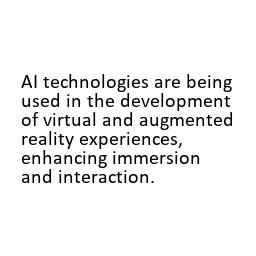 AI technologies are being
used in the development
of virtual and augmented
reality experiences,
enhancing immersion
and interaction.